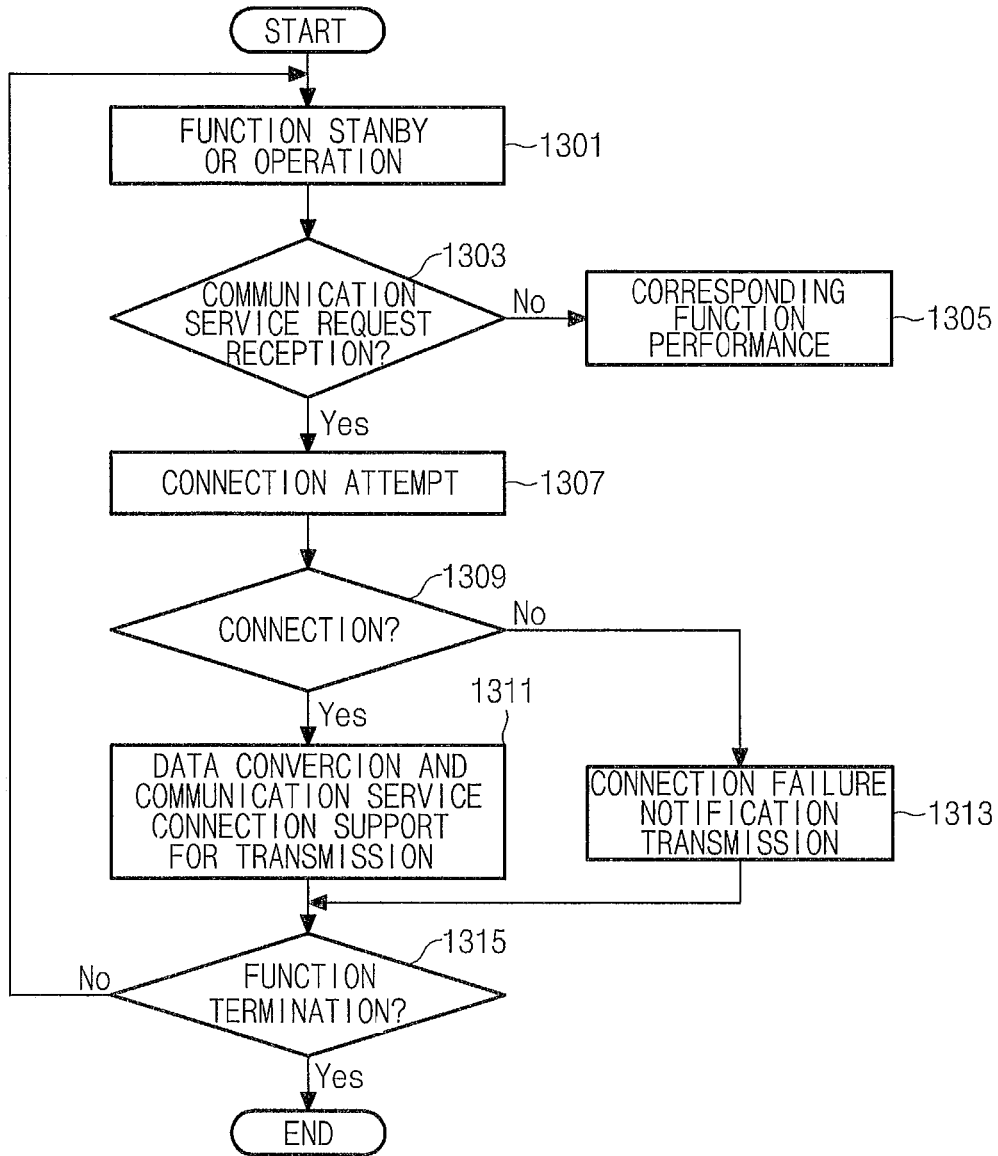 START
FUNCTION STANBY
OR OPERATION
1301
1303
COMMUNICATION
SERVICE REQUEST
RECEPTION?
No
CORRESPONDING
FUNCTION
PERFORMANCE
1305
Yes
CONNECTION ATTEMPT
1307
1309
CONNECTION?
No
Yes
1311
DATA CONVERCION AND
COMMUNICATION SERVICE
CONNECTION SUPPORT
FOR TRANSMISSION
CONNECTION FAILURE
NOTIFICATION
TRANSMISSION
1313
1315
No
FUNCTION
TERMINATION?
Yes
END